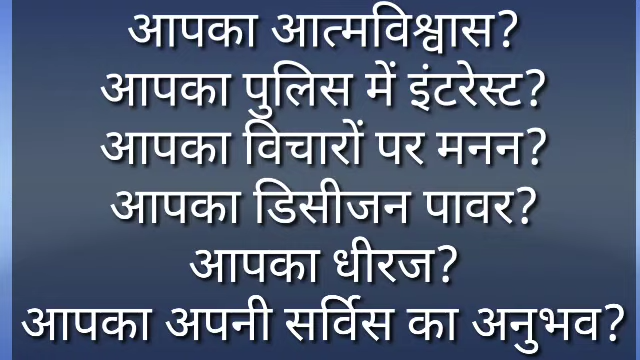 आपका आत्मविश्वास?
आपका पुलिस में इंटरेस्ट?
आपका विचारों पर मनन?
आपका डिसीजन पावर?
आपका धीरज?
आपका अपनी सर्विस का अनुभव?